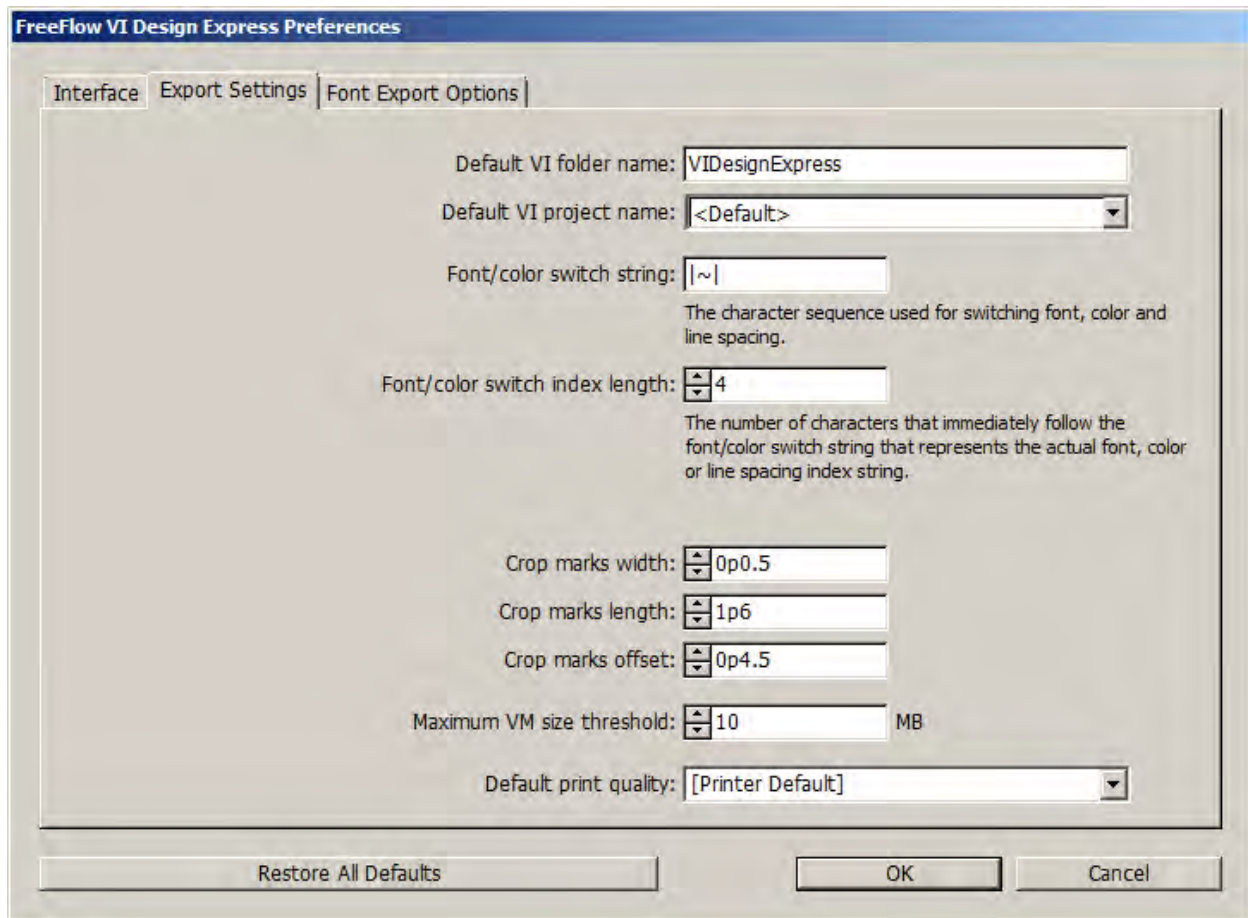 FreeFlow VI Design Express Preferences
Interface Export Settings Font Export Options
Default VI folder name: VIDesignExpress
Default VI project name: <Default>
Font/color switch string: |~|
The character sequence used for switching font, color and
line spacing.
Font/color switch index length: 4
The number of characters that immediately follow the
font/color switch string that represents the actual font, color
or line spacing index string.
Crop marks width: 0p0.5
Crop marks length: 1p6
Crop marks offset: 0p4.5
Maximum VM size threshold: 10 MB
Default print quality: [Printer Default]
Restore All Defaults OK Cancel